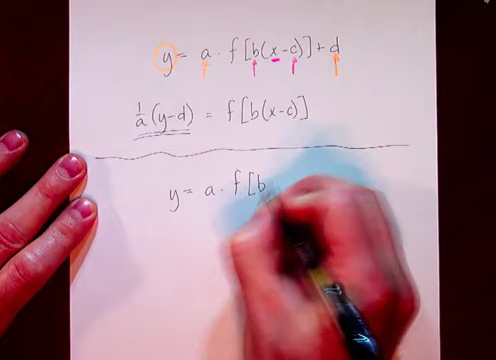 y = a · f[b(x-c)] + d
1/a (y-d) = f[b(x-c)]
y = a · f[b